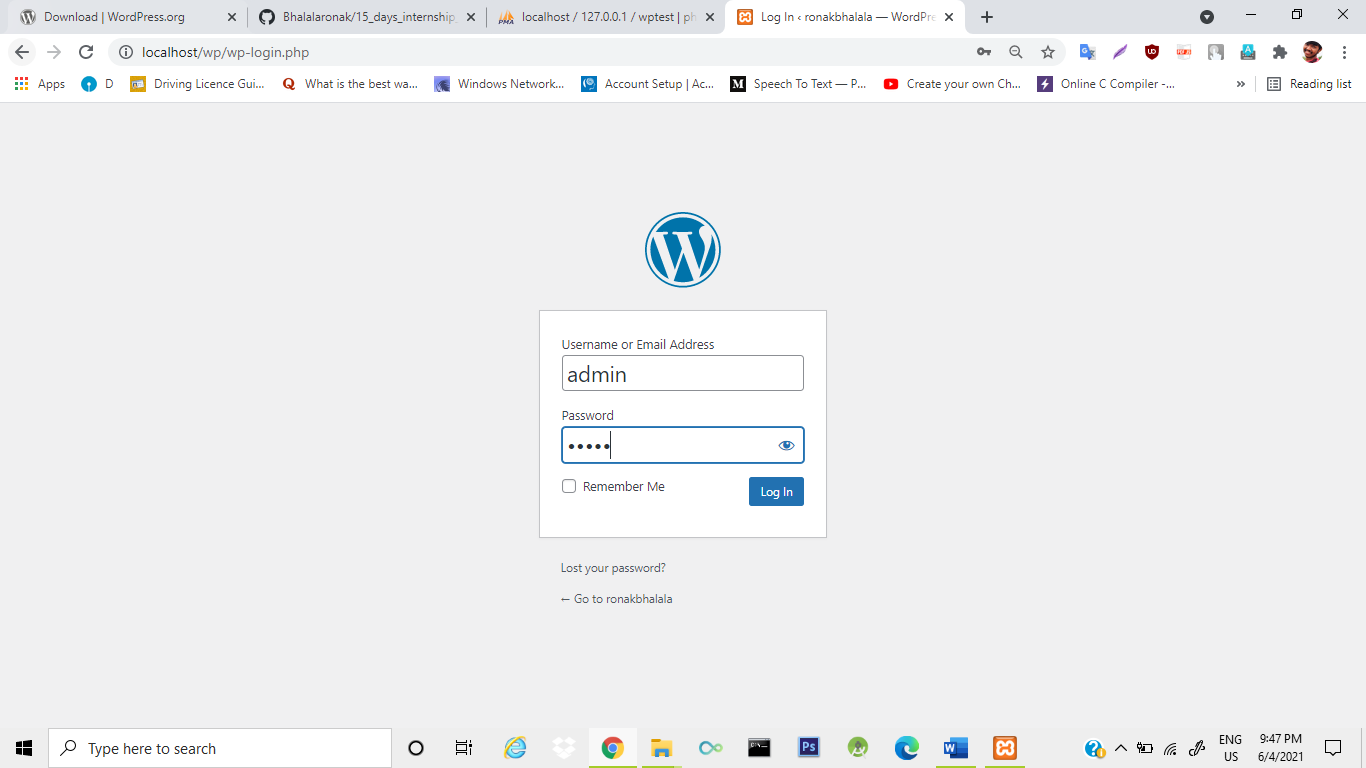 Download | WordPress.org
Bhalalaronak/15_days_internship_
localhost / 127.0.0.1 / wptest | ph
Log In ‹ ronakbhalala — WordPre
localhost/wp/wp-login.php
Apps
D
Driving Licence Gui...
What is the best wa...
Windows Network...
Account Setup | Ac...
Speech To Text — P...
Create your own Ch...
Online C Compiler -...
»
Reading list
Username or Email Address
admin
Password
•••••
Remember Me
Log In
Lost your password?
← Go to ronakbhalala
Type here to search
ENG
US
9:47 PM
6/4/2021